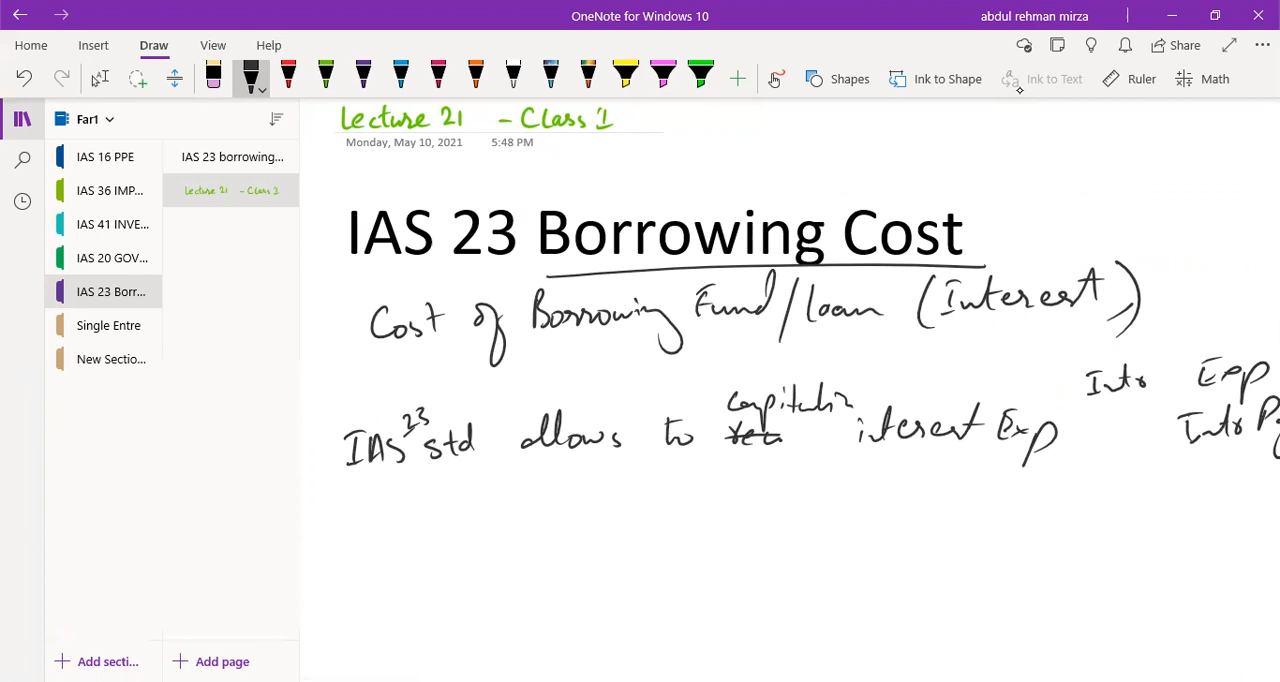 OneNote for Windows 10
abdul rehman mirza
Home Insert Draw View Help
Share
Shapes Ink to Shape Ink to Text Ruler Math
Far1
IAS 16 PPE
IAS 36 IMP...
IAS 41 INVE...
IAS 20 GOV...
IAS 23 Borr...
Single Entre
New Sectio...
Add secti...
IAS 23 borrowing...
Lecture 21 - Class 1
Add page
Lecture 21 - Class 1
Monday, May 10, 2021 5:48 PM
IAS 23 Borrowing Cost
Cost of Borrowing Fund/loan (Interest)
Intr Exp
IAS 23 std allows to interest Exp
Intr